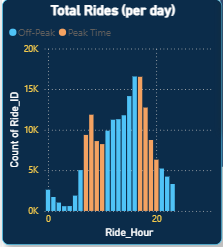 Total Rides (per day)
Off-Peak Peak Time
20K
15K
10K
5K
0K
Count of Ride_ID
0 20
Ride_Hour